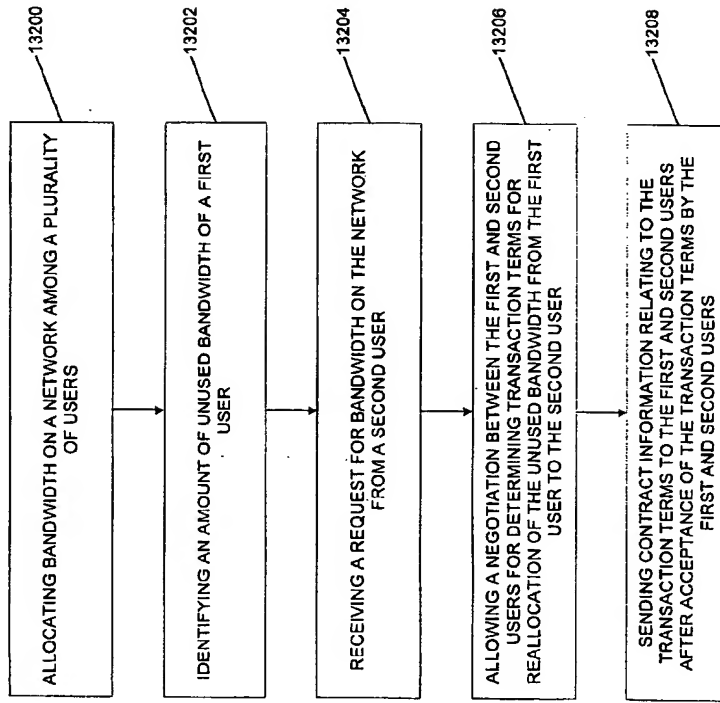 ALLOCATING BANDWIDTH ON A NETWORK AMONG A PLURALITY
OF USERS
13200
IDENTIFYING AN AMOUNT OF UNUSED BANDWIDTH OF A FIRST
USER
13202
RECEIVING A REQUEST FOR BANDWIDTH ON THE NETWORK
FROM A SECOND USER
13204
ALLOWING A NEGOTIATION BETWEEN THE FIRST AND SECOND
USERS FOR DETERMINING TRANSACTION TERMS FOR
REALLOCATION OF THE UNUSED BANDWIDTH FROM THE FIRST
USER TO THE SECOND USER
13206
SENDING CONTRACT INFORMATION RELATING TO THE
TRANSACTION TERMS TO THE FIRST AND SECOND USERS
AFTER ACCEPTANCE OF THE TRANSACTION TERMS BY THE
FIRST AND SECOND USERS
13208